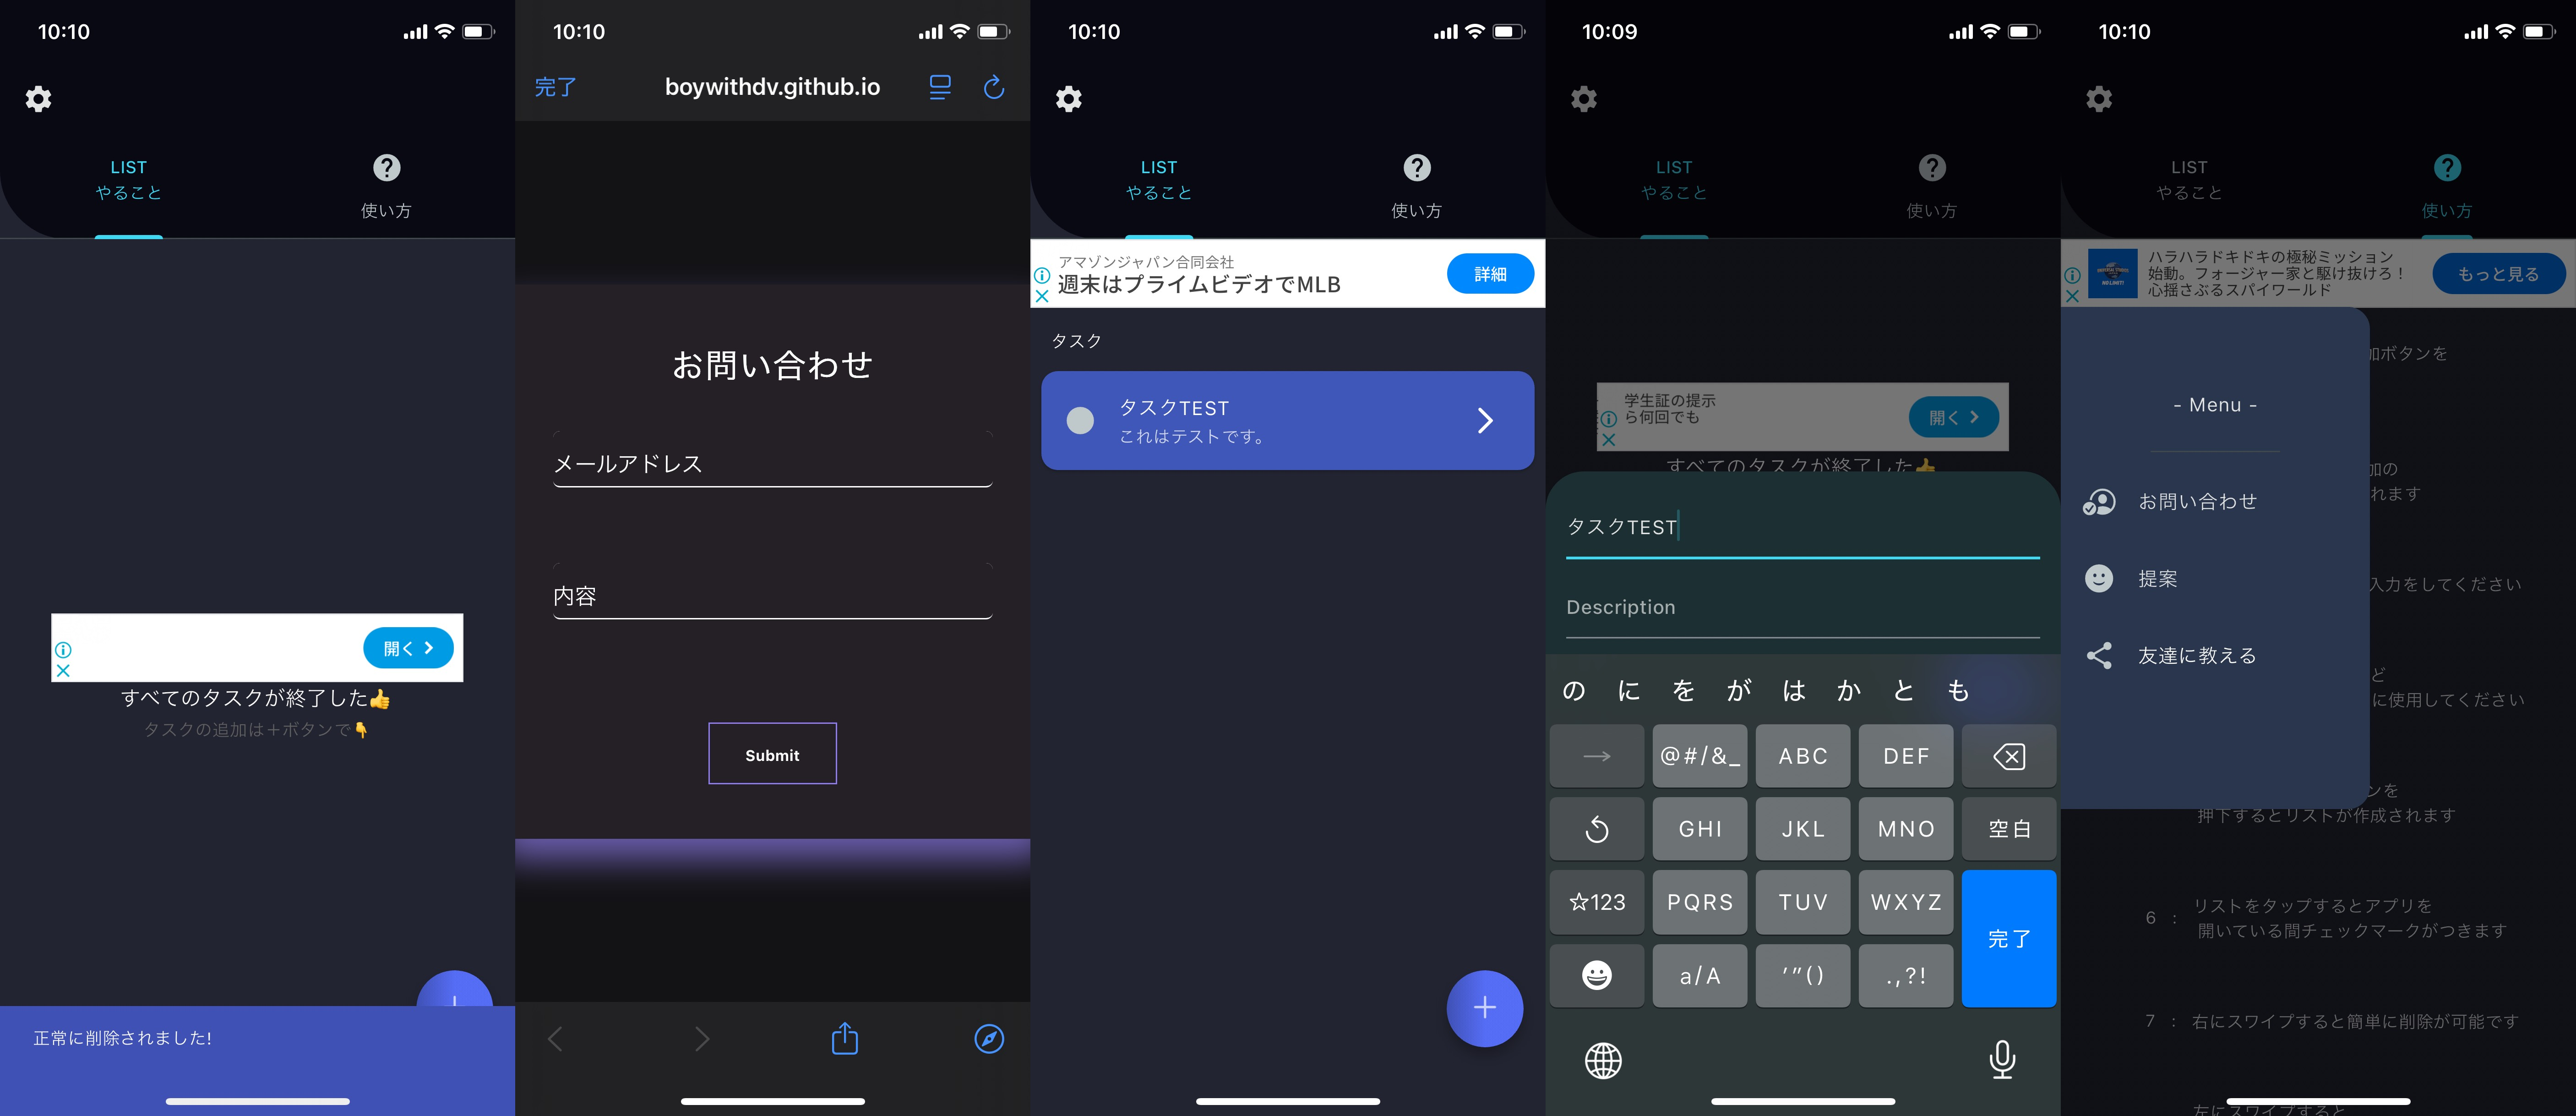 10:10
LIST
やること
使い方
開く
すべてのタスクが終了した👍
タスクの追加は＋ボタンで👇
正常に削除されました!
10:10
完了
boywithdv.github.io
お問い合わせ
メールアドレス
内容
Submit
10:10
LIST
やること
使い方
アマゾンジャパン合同会社
週末はプライムビデオでMLB
詳細
タスク
タスクTEST
これはテストです。
10:09
LIST
やること
使い方
学生証の提示
ら何回でも
開く
すべてのタスクが終了した👍
タスクTEST
Description
の に を が は か と も
→ @#/&_ ABC DEF
GHI JKL MNO 空白
☆123 PQRS TUV WXYZ
完了
a/A ’”() .,?!
10:10
LIST
やること
使い方
ハラハラドキドキの極秘ミッション
始動。フォージャー家と駆け抜けろ！
心揺さぶるスパイワールド
もっと見る
加ボタンを
- Menu -
加の
れます
お問い合わせ
提案
入力をしてください
友達に教える
ど
に使用してください
ンを
押下するとリストが作成されます
6 : リストをタップするとアプリを
開いている間チェックマークがつきます
7 : 右にスワイプすると簡単に削除が可能です
左にスワイプすると